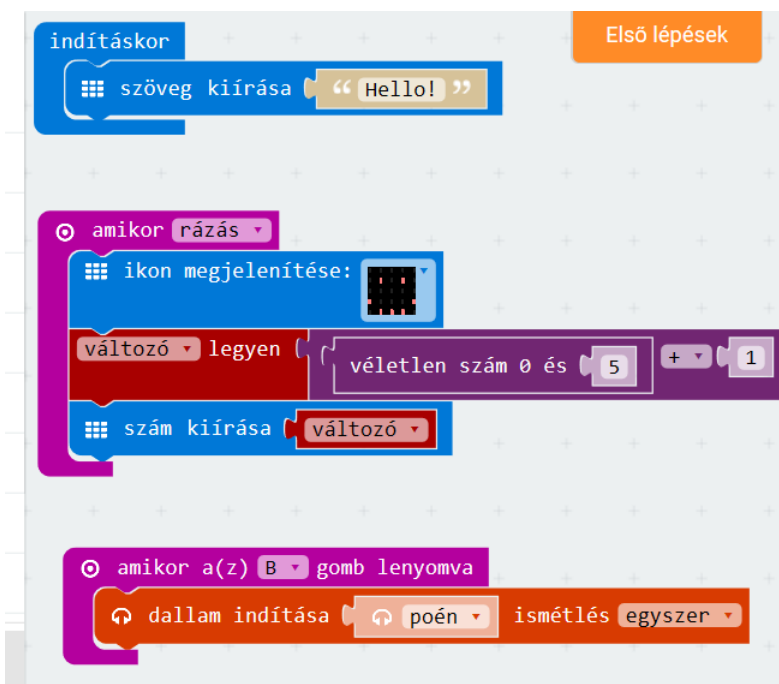 Első lépések
indításkor
szöveg kiírása “ Hello! ”
amikor rázás
ikon megjelenítése:
változó legyen véletlen szám 0 és 5 + 1
szám kiírása változó
amikor a(z) B gomb lenyomva
dallam indítása poén ismétlés egyszer